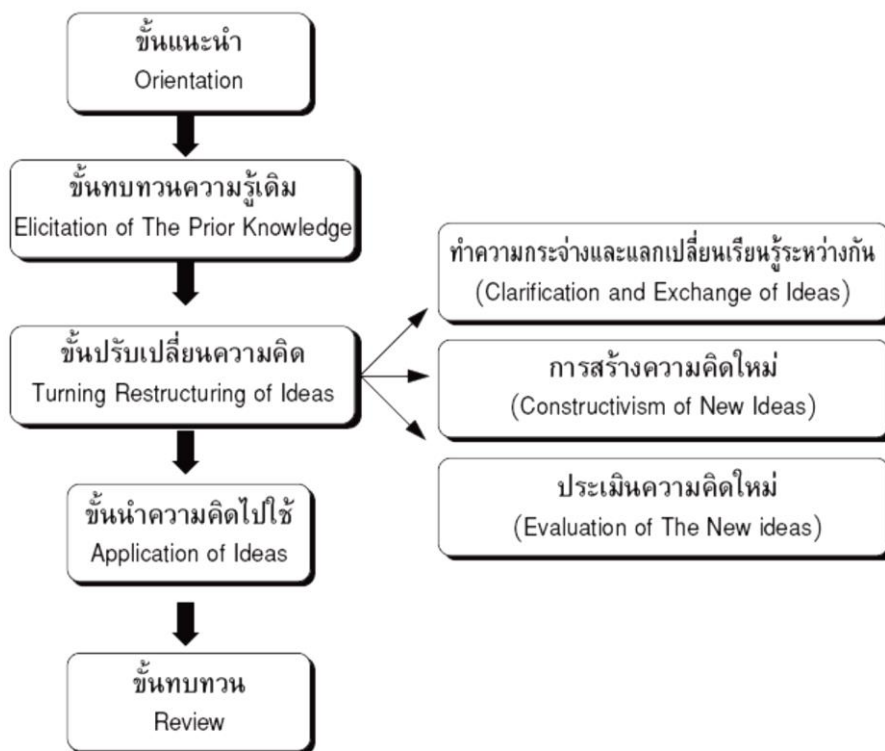 ขั้นแนะนำ
Orientation
ขั้นทบทวนความรู้เดิม
Elicitation of The Prior Knowledge
ขั้นปรับเปลี่ยนความคิด
Turning Restructuring of Ideas
ทำความกระจ่างและแลกเปลี่ยนเรียนรู้ระหว่างกัน
(Clarification and Exchange of Ideas)
การสร้างความคิดใหม่
(Constructivism of New Ideas)
ประเมินความคิดใหม่
(Evaluation of The New ideas)
ขั้นนำความคิดไปใช้
Application of Ideas
ขั้นทบทวน
Review